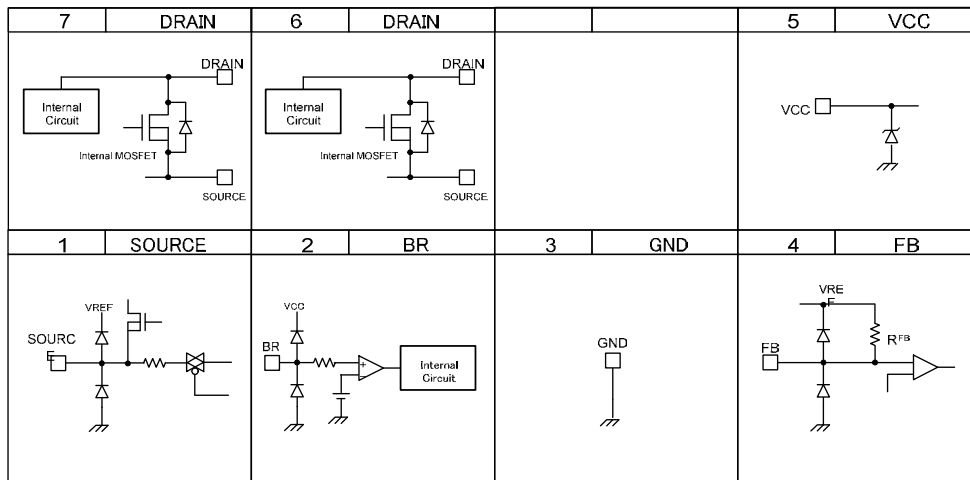 7 DRAIN 6 DRAIN 5 VCC
DRAIN
Internal
Circuit
Internal MOSFET
SOURCE
DRAIN
Internal
Circuit
Internal MOSFET
SOURCE
VCC
1 SOURCE 2 BR 3 GND 4 FB
VREF
SOURC
E
VCC
BR
+
−
Internal
Circuit
GND
VRE
F
FB
RFB